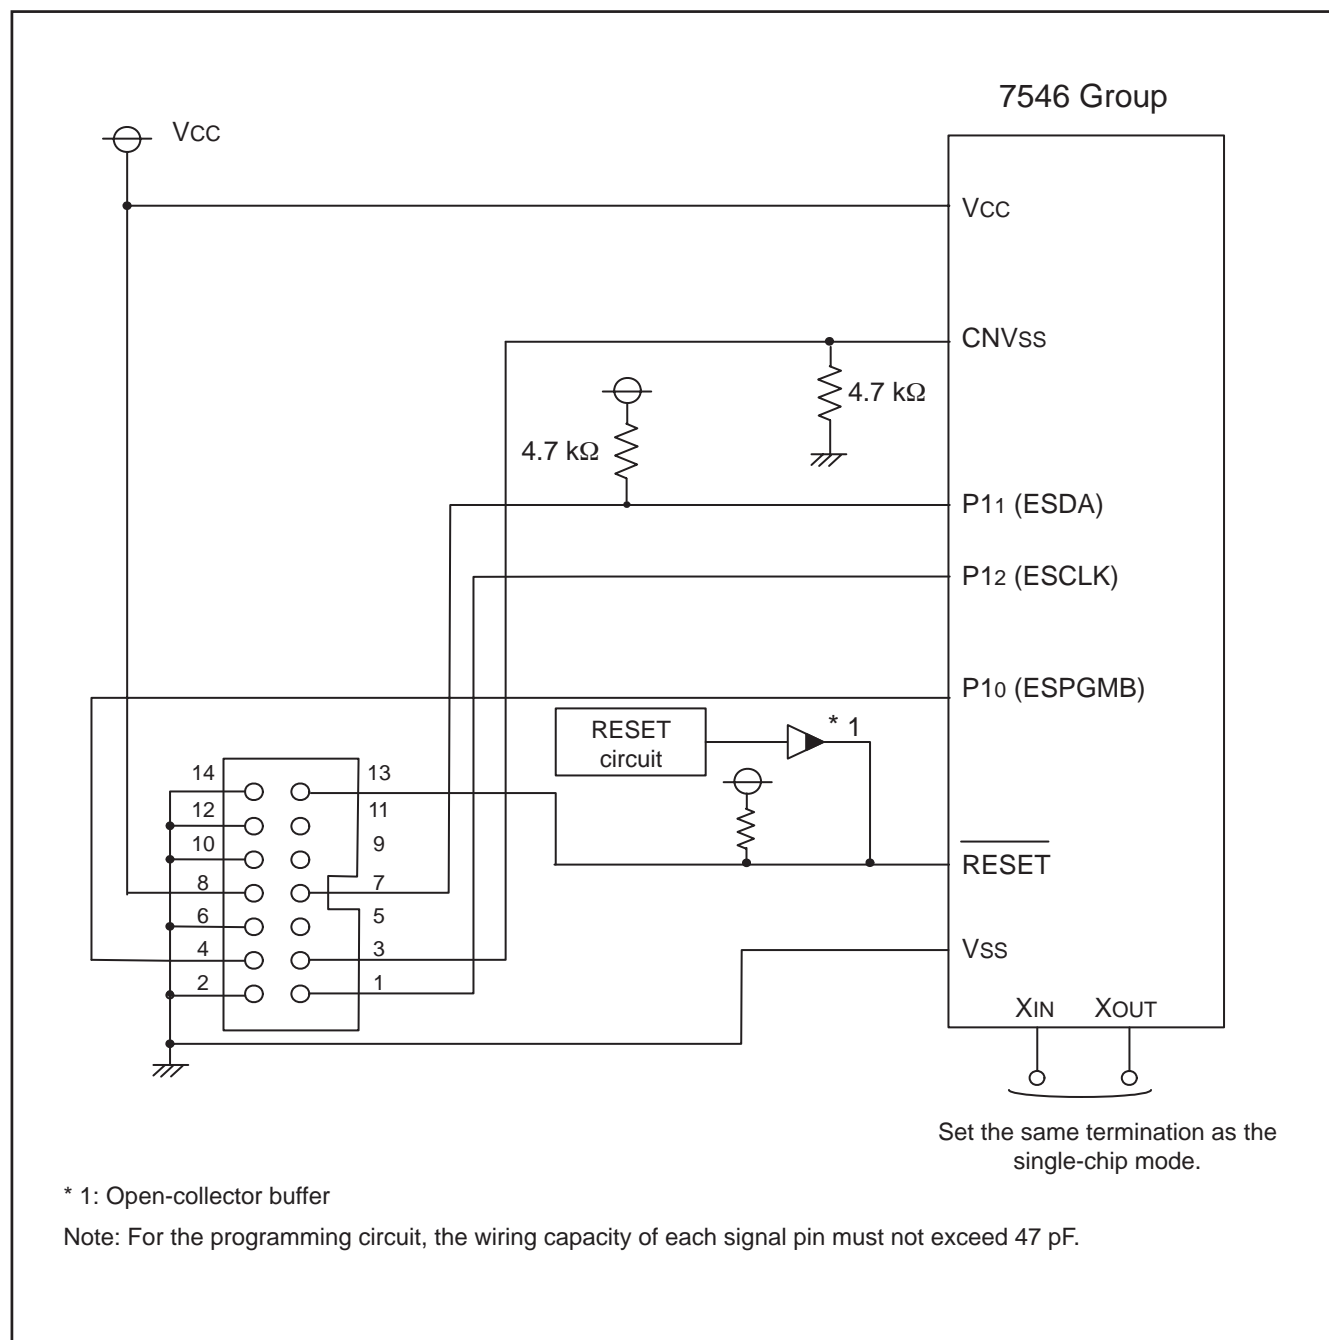 7546 Group
VCC
VCC
CNVSS
4.7 kΩ
4.7 kΩ
P11 (ESDA)
P12 (ESCLK)
P10 (ESPGMB)
RESET
circuit
* 1
14
13
12
11
10
9
8
7
6
5
4
3
2
1
RESET
VSS
XIN
XOUT
Set the same termination as the
single-chip mode.
* 1: Open-collector buffer
Note: For the programming circuit, the wiring capacity of each signal pin must not exceed 47 pF.